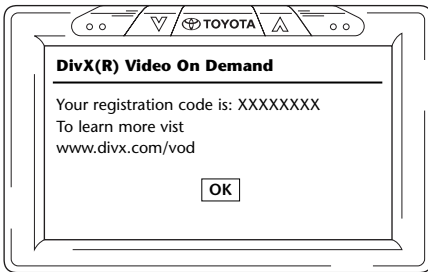 TOYOTA
DivX(R) Video On Demand
Your registration code is: XXXXXXXX
To learn more vist
www.divx.com/vod
OK